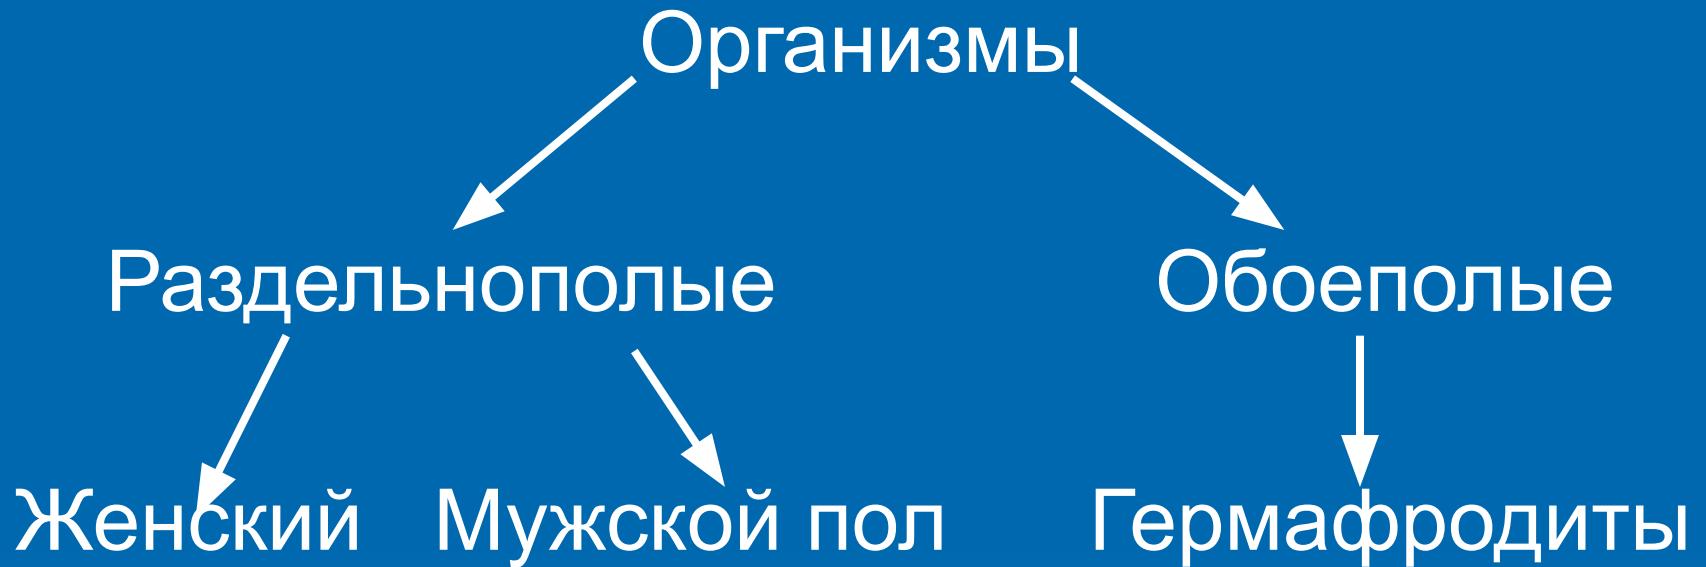 Организмы
Раздельнополые Обоеполые
Женский Мужской пол Гермафродиты